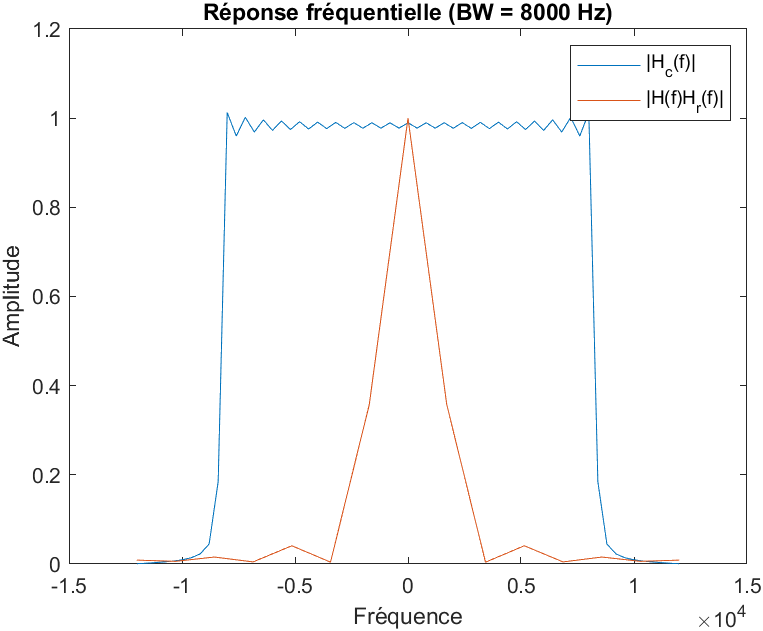 Réponse fréquentielle (BW = 8000 Hz)
|H_c(f)|
|H(f)H_r(f)|
1.2
1
0.8
0.6
0.4
0.2
0
Amplitude
-1.5 -1 -0.5 0 0.5 1 1.5
Fréquence
×10^4